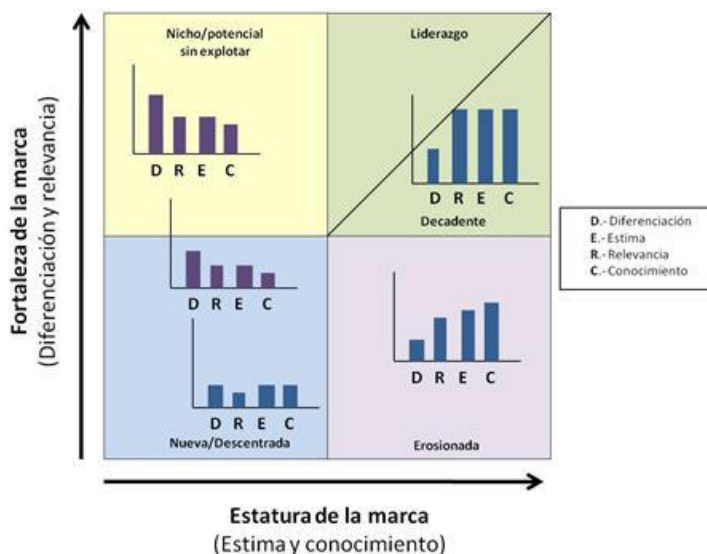 Fortaleza de la marca
(Diferenciación y relevancia)
Nicho/potencial
sin explotar
D R E C
Liderazgo
D R E C
Decadente
D.- Diferenciación
E.- Estima
R.- Relevancia
C.- Conocimiento
D R E C
D R E C
Nueva/Descentrada
D R E C
Erosionada
Estatura de la marca
(Estima y conocimiento)